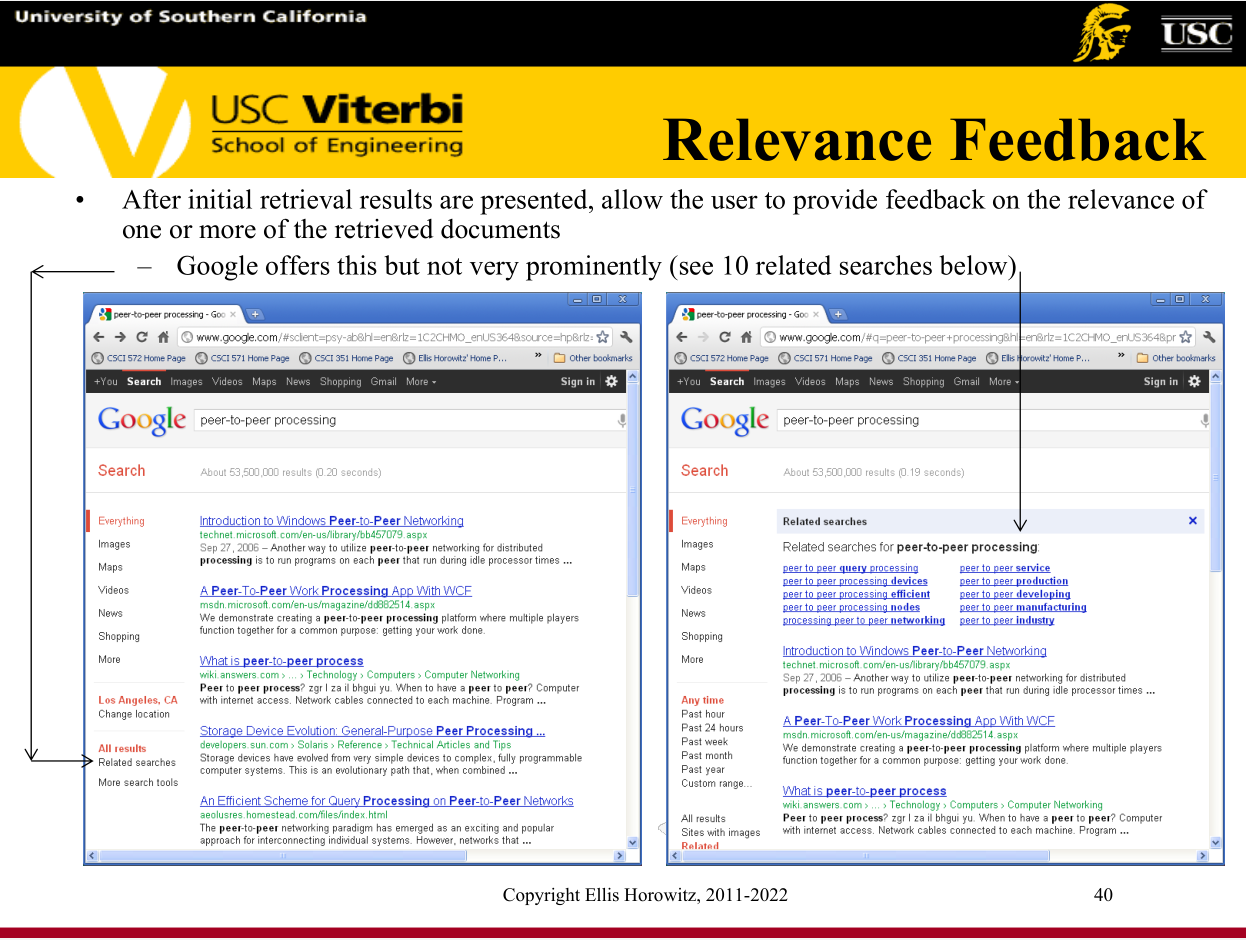 University of Southern California
USC
USC Viterbi
School of Engineering
Relevance Feedback
• After initial retrieval results are presented, allow the user to provide feedback on the relevance of
one or more of the retrieved documents
– Google offers this but not very prominently (see 10 related searches below)
peer-to-peer processing - Goo ×
www.google.com/#sclient=psy-ab&hl=en&rlz=1C2CHMO_enUS364&source=hp&rlz:
CSCI 572 Home Page CSCI 571 Home Page CSCI 351 Home Page Ellis Horowitz' Home P... » Other bookmarks
+You Search Images Videos Maps News Shopping Gmail More Sign in
Google peer-to-peer processing
Search About 53,500,000 results (0.20 seconds)
Everything
Images
Maps
Videos
News
Shopping
More
Los Angeles, CA
Change location
All results
Related searches
More search tools
Introduction to Windows Peer-to-Peer Networking
technet.microsoft.com/en-us/library/bb457079.aspx
Sep 27, 2006 – Another way to utilize peer-to-peer networking for distributed
processing is to run programs on each peer that run during idle processor times ...
A Peer-To-Peer Work Processing App With WCF
msdn.microsoft.com/en-us/magazine/dd882514.aspx
We demonstrate creating a peer-to-peer processing platform where multiple players
function together for a common purpose: getting your work done.
What is peer-to-peer process
wiki.answers.com › ... › Technology › Computers › Computer Networking
Peer to peer process? zgr l za il bhgui yu. When to have a peer to peer? Computer
with internet access. Network cables connected to each machine. Program ...
Storage Device Evolution: General-Purpose Peer Processing ...
developers.sun.com › Solaris › Reference › Technical Articles and Tips
Storage devices have evolved from very simple devices to complex, fully programmable
computer systems. This is an evolutionary path that, when combined ...
An Efficient Scheme for Query Processing on Peer-to-Peer Networks
aeolusres.homestead.com/files/index.html
The peer-to-peer networking paradigm has emerged as an exciting and popular
approach for interconnecting individual systems. However, networks that ...
peer-to-peer processing - Goo ×
www.google.com/#q=peer-to-peer+processing&hl=en&rlz=1C2CHMO_enUS364&pr
CSCI 572 Home Page CSCI 571 Home Page CSCI 351 Home Page Ellis Horowitz' Home P... » Other bookmarks
+You Search Images Videos Maps News Shopping Gmail More Sign in
Google peer-to-peer processing
Search About 53,500,000 results (0.19 seconds)
Everything
Images
Maps
Videos
News
Shopping
More
Any time
Past hour
Past 24 hours
Past week
Past month
Past year
Custom range...
All results
Sites with images
Related
Related searches ×
Related searches for peer-to-peer processing:
peer to peer query processing peer to peer service
peer to peer processing devices peer to peer production
peer to peer processing efficient peer to peer developing
peer to peer processing nodes peer to peer manufacturing
processing peer to peer networking peer to peer industry
Introduction to Windows Peer-to-Peer Networking
technet.microsoft.com/en-us/library/bb457079.aspx
Sep 27, 2006 – Another way to utilize peer-to-peer networking for distributed
processing is to run programs on each peer that run during idle processor times ...
A Peer-To-Peer Work Processing App With WCF
msdn.microsoft.com/en-us/magazine/dd882514.aspx
We demonstrate creating a peer-to-peer processing platform where multiple players
function together for a common purpose: getting your work done.
What is peer-to-peer process
wiki.answers.com › ... › Technology › Computers › Computer Networking
Peer to peer process? zgr l za il bhgui yu. When to have a peer to peer? Computer
with internet access. Network cables connected to each machine. Program ...
Copyright Ellis Horowitz, 2011-2022
40